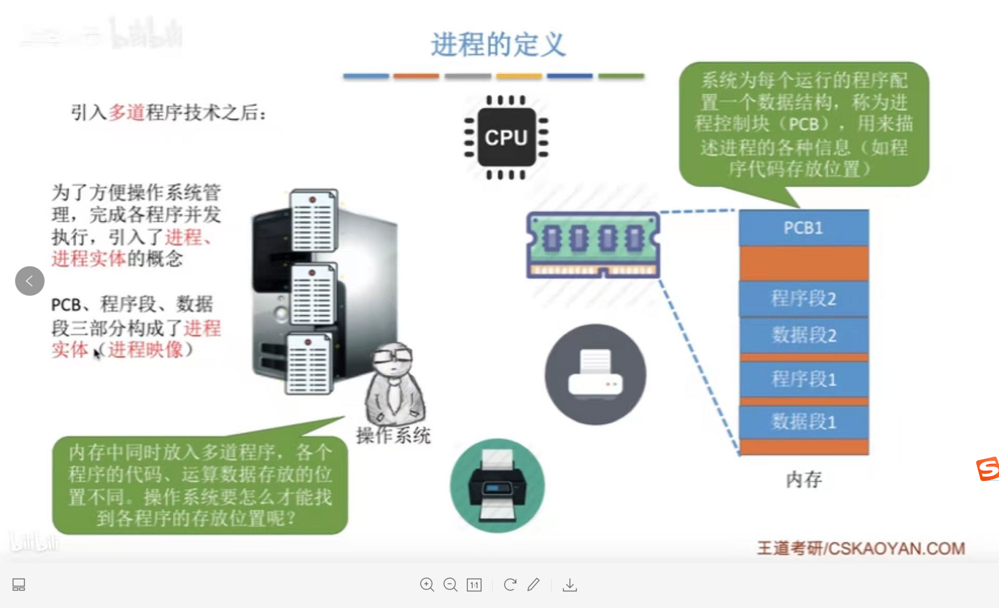 bilibili
进程的定义
引入多道程序技术之后：
CPU
系统为每个运行的程序配
置一个数据结构，称为进
程控制块（PCB），用来描
述进程的各种信息（如程
序代码存放位置）
为了方便操作系统管
理，完成各程序并发
执行，引入了进程、
进程实体的概念
PCB、程序段、数据
段三部分构成了进程
实体（进程映像）
PCB1
程序段2
数据段2
程序段1
数据段1
内存
操作系统
内存中同时放入多道程序，各个
程序的代码、运算数据存放的位
置不同。操作系统要怎么才能找
到各程序的存放位置呢？
bilibili
王道考研/CSKAOYAN.COM
1:1